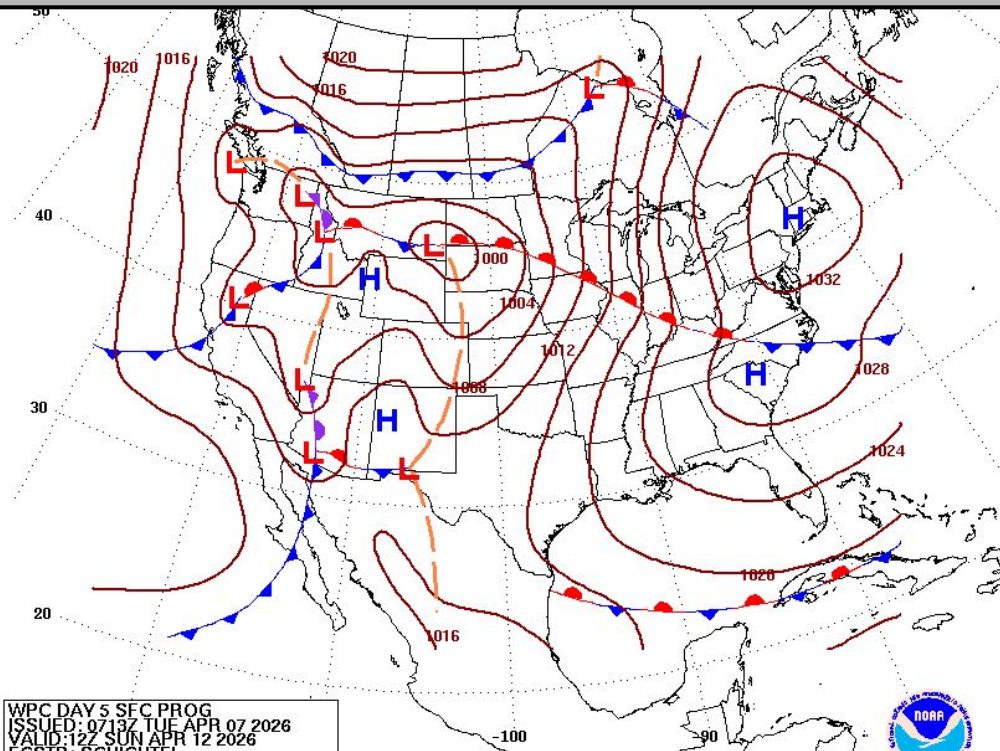 50
1020
1016
1020
1016
L
L
L
40
H
L
L
1000
H
1032
L
1004
1012
H
1028
L
1008
30
H
L
L
1024
1020
20
1016
-100
-90
WPC DAY 5 SFC PROG
ISSUED: 0713Z TUE APR 07 2026
VALID: 12Z SUN APR 12 2026
NOAA